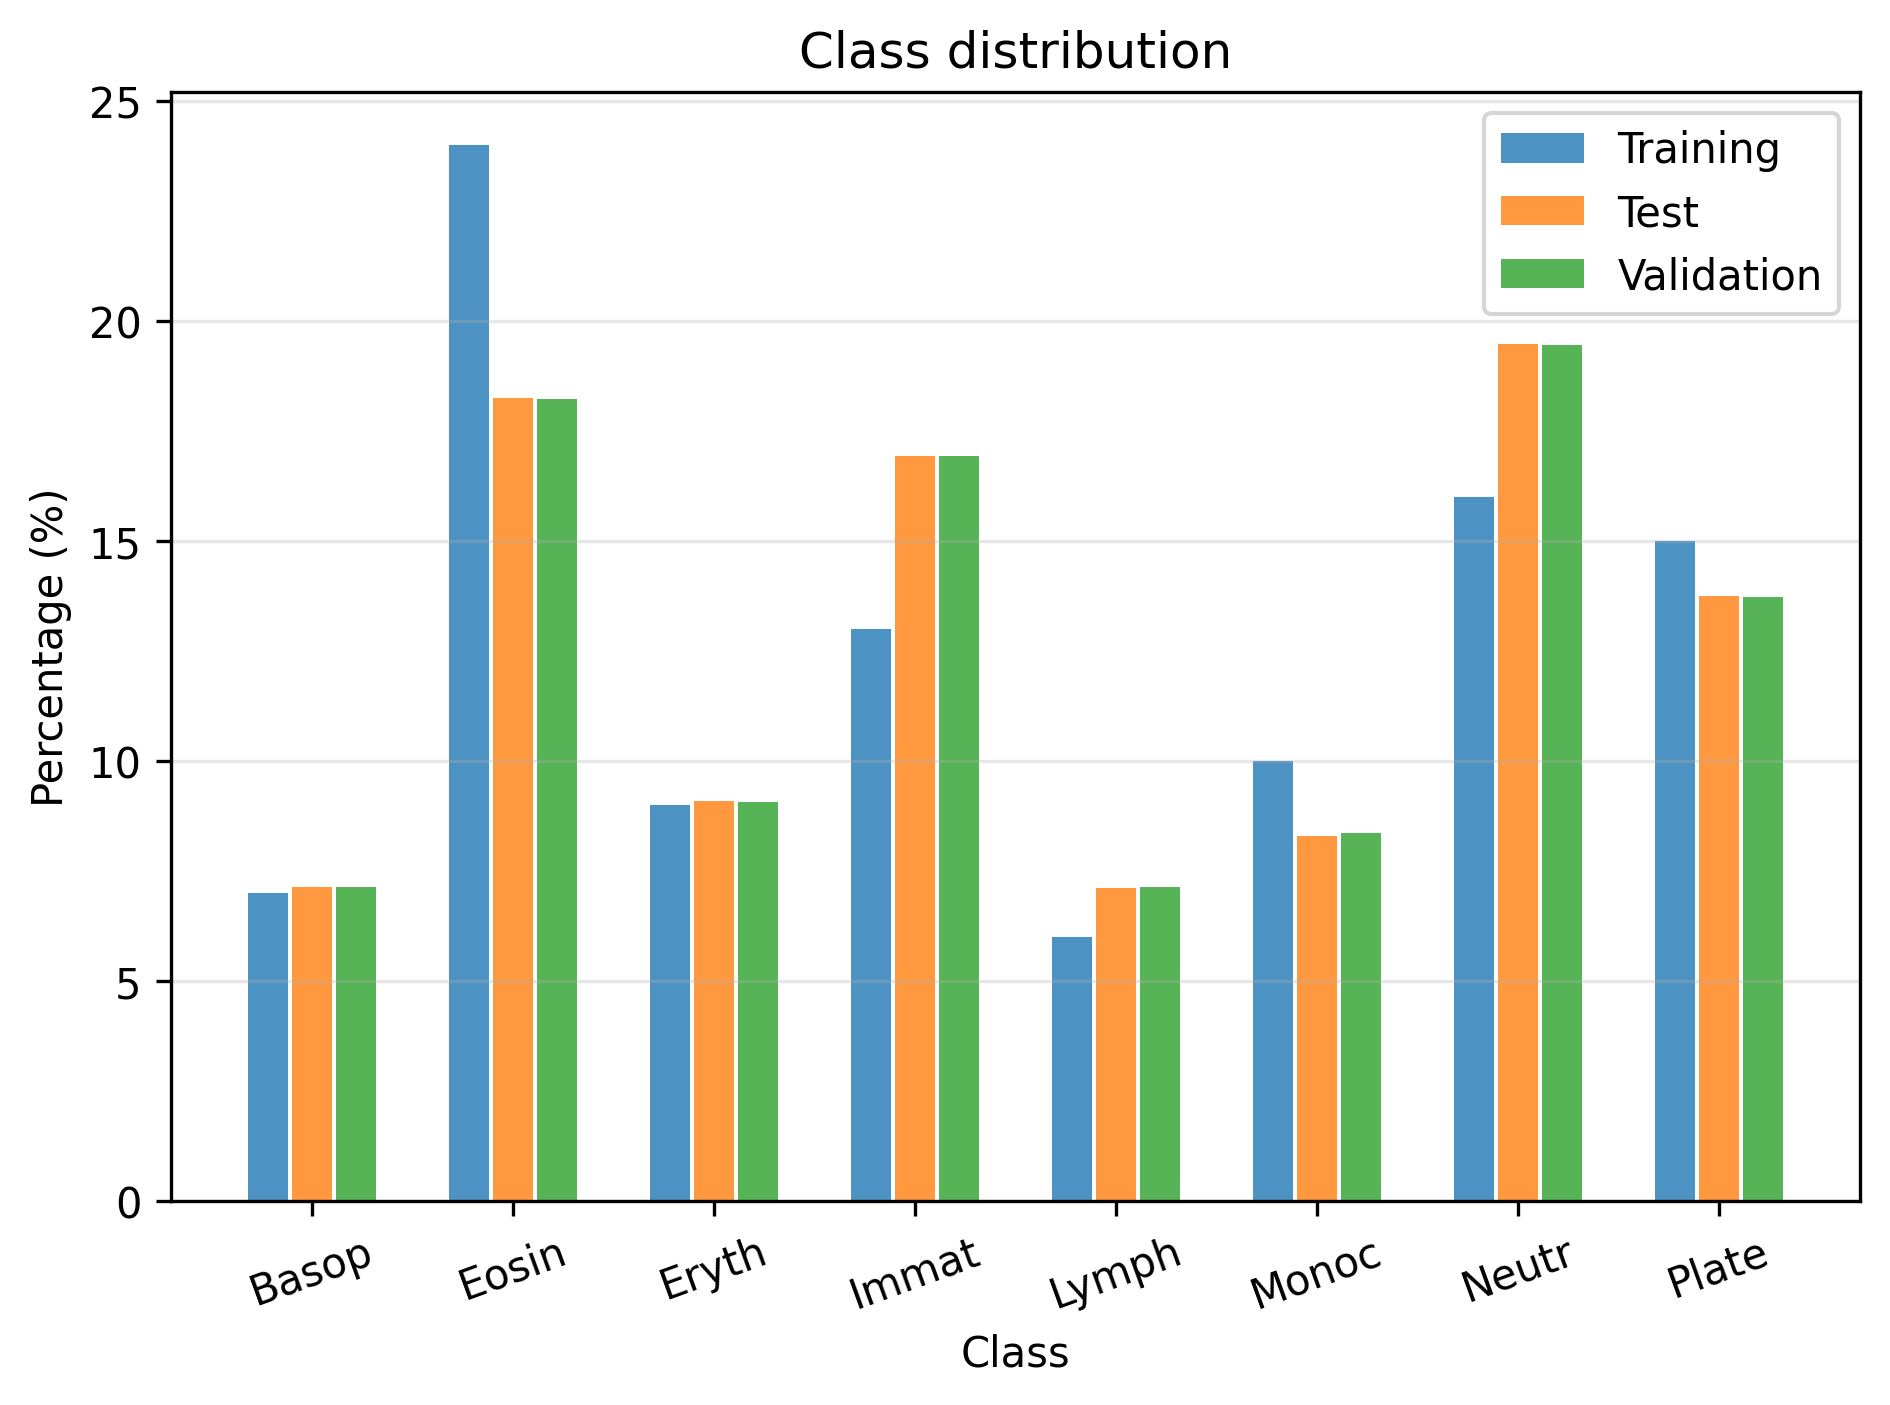 Class distribution
25
20
15
10
5
0
Percentage (%)
Training
Test
Validation
Basop
Eosin
Eryth
Immat
Lymph
Monoc
Neutr
Plate
Class